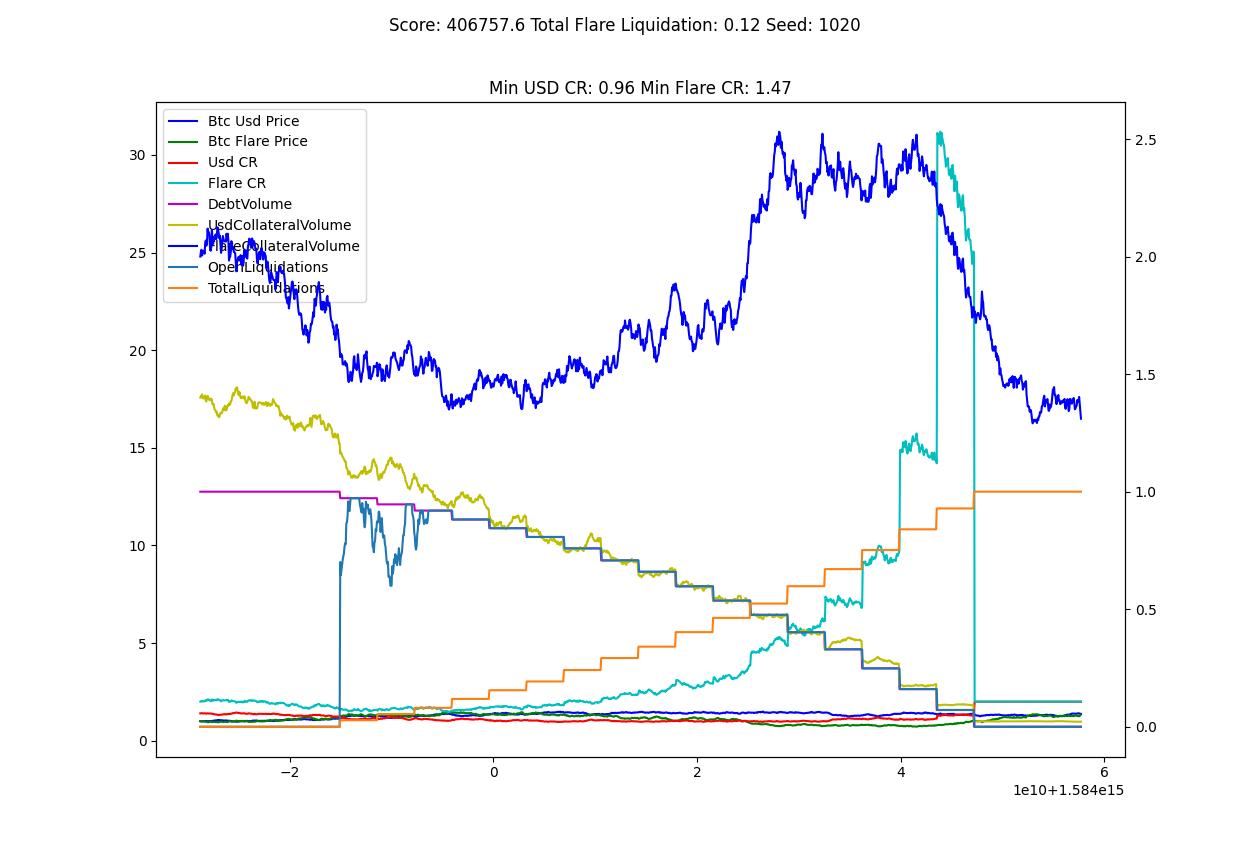 Score: 406757.6 Total Flare Liquidation: 0.12 Seed: 1020
Min USD CR: 0.96 Min Flare CR: 1.47
Btc Usd Price
Btc Flare Price
Usd CR
Flare CR
DebtVolume
UsdCollateralVolume
FlareCollateralVolume
OpenLiquidations
TotalLiquidations
30
25
20
15
10
5
0
2.5
2.0
1.5
1.0
0.5
0.0
−2
0
2
4
6
1e10+1.584e15